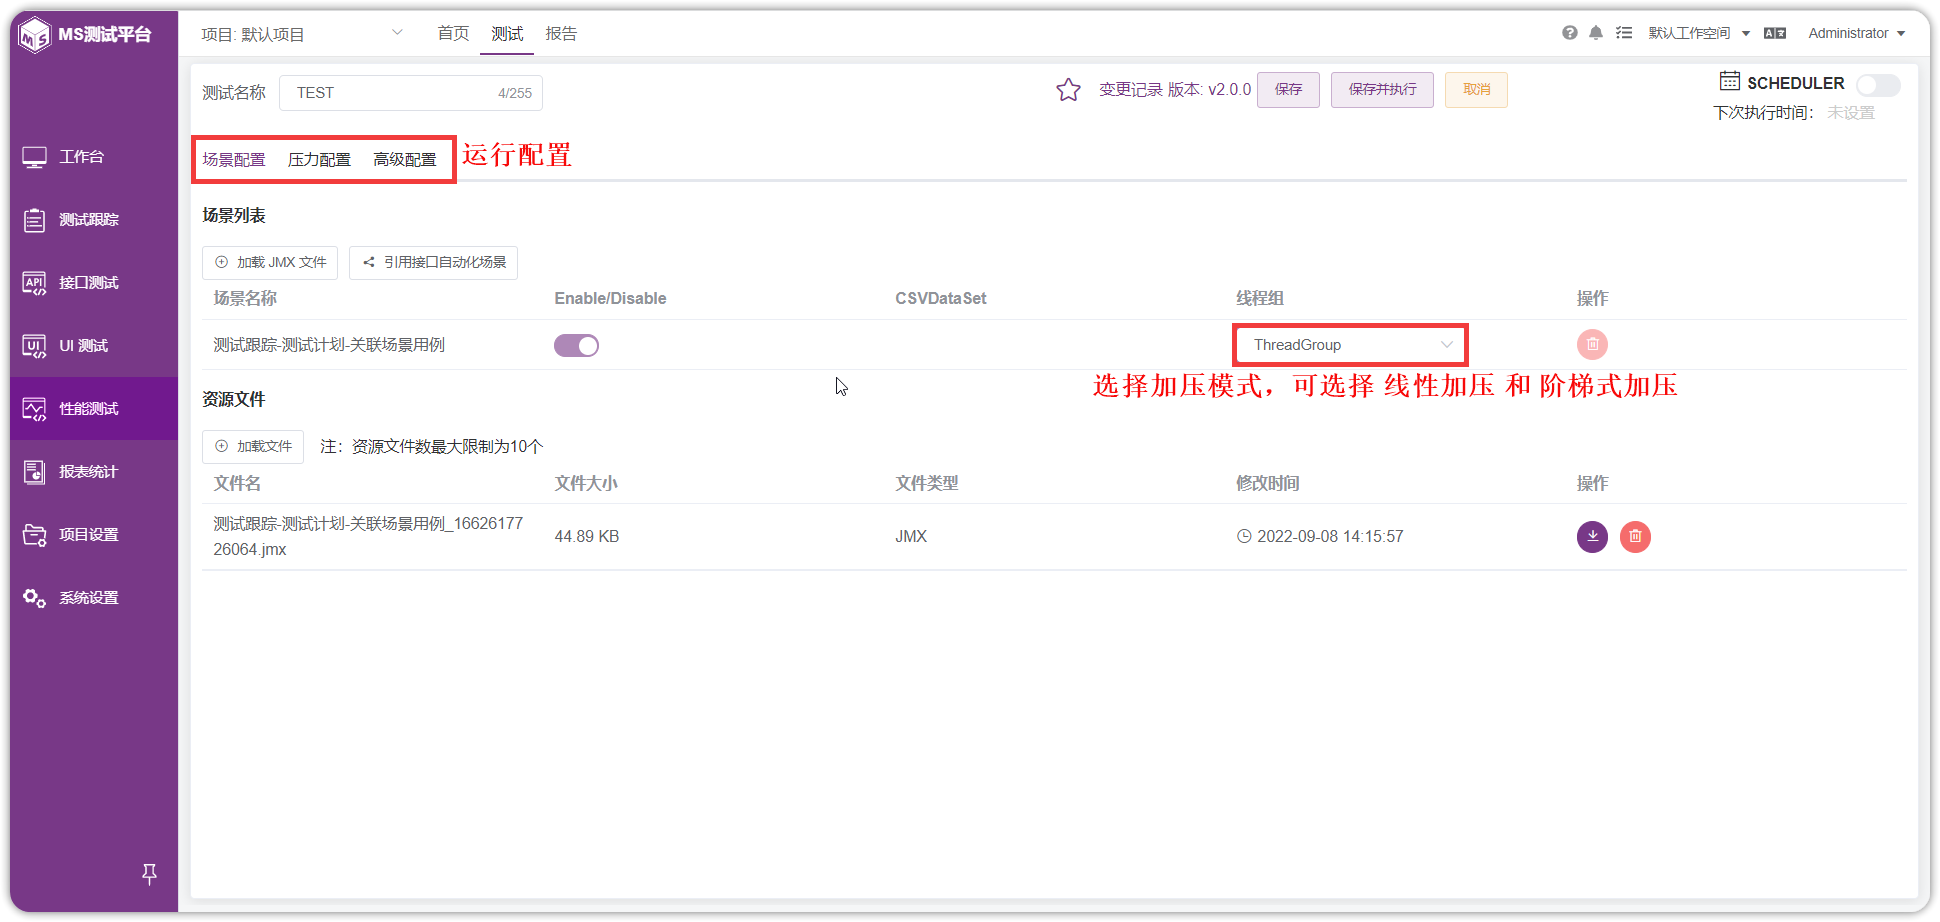 MS测试平台
项目: 默认项目
首页 测试 报告
默认工作空间
Administrator
测试名称 TEST 4/255
变更记录 版本: v2.0.0 保存 保存并执行 取消
SCHEDULER
下次执行时间： 未设置
场景配置 压力配置 高级配置 运行配置
工作台
测试跟踪
API 接口测试
UI UI 测试
性能测试
报表统计
项目设置
系统设置
场景列表
加载 JMX 文件 引用接口自动化场景
场景名称 Enable/Disable CSVDataSet 线程组 操作
测试跟踪-测试计划-关联场景用例 ThreadGroup
选择加压模式，可选择 线性加压 和 阶梯式加压
资源文件
加载文件 注：资源文件数最大限制为10个
文件名 文件大小 文件类型 修改时间 操作
测试跟踪-测试计划-关联场景用例_16626177
26064.jmx 44.89 KB JMX 2022-09-08 14:15:57